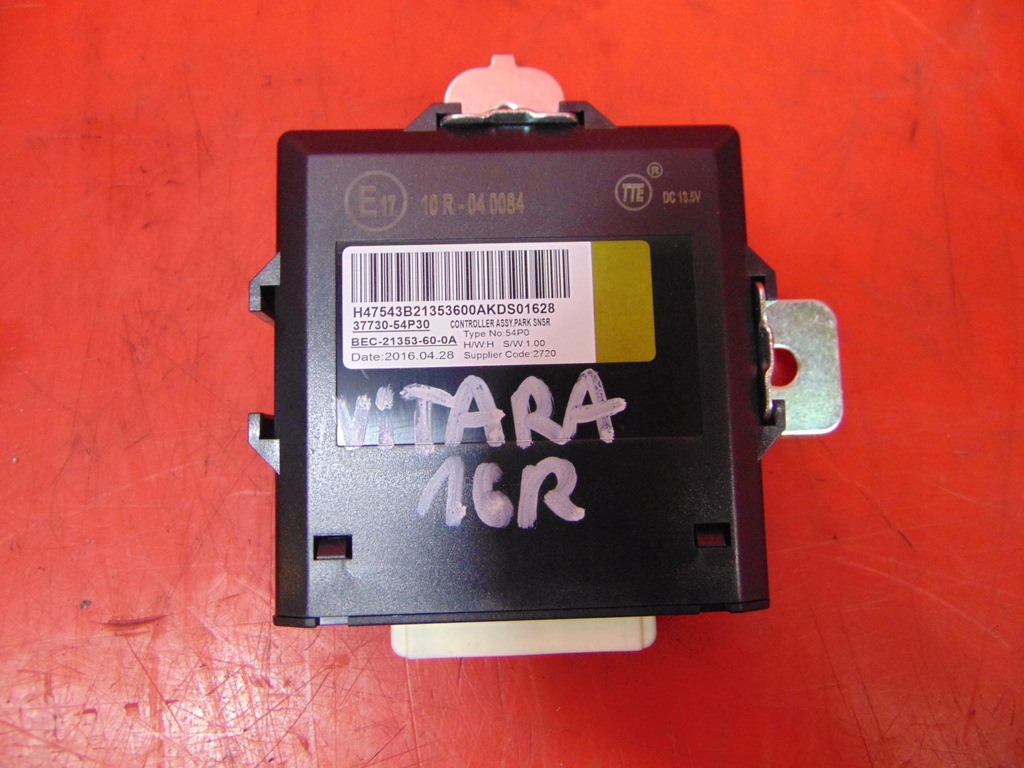 E17 10 R - 04 0084
TTE ® DC 13.5V
H47543B21353600AKDS01628
37730-54P30 CONTROLLER ASSY,PARK SNSR
Type No:54P0
BEC-21353-60-0A H/W:H S/W:1.00
Date:2016.04.28 Supplier Code:2720
ViTARA
16R